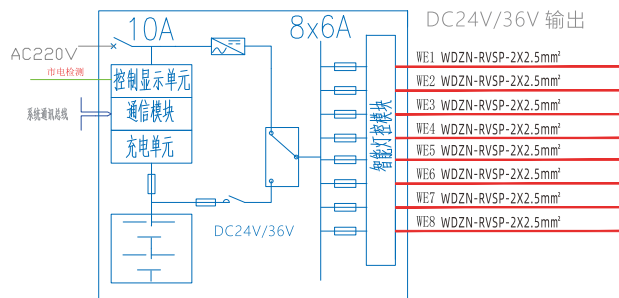 10A
8x6A
DC24V/36V 输出
AC220V
市电检测
系统通讯总线
控制显示单元
通信模块
充电单元
DC24V/36V
智能灯控模块
WE1 WDZN-RVSP-2X2.5mm²
WE2 WDZN-RVSP-2X2.5mm²
WE3 WDZN-RVSP-2X2.5mm²
WE4 WDZN-RVSP-2X2.5mm²
WE5 WDZN-RVSP-2X2.5mm²
WE6 WDZN-RVSP-2X2.5mm²
WE7 WDZN-RVSP-2X2.5mm²
WE8 WDZN-RVSP-2X2.5mm²